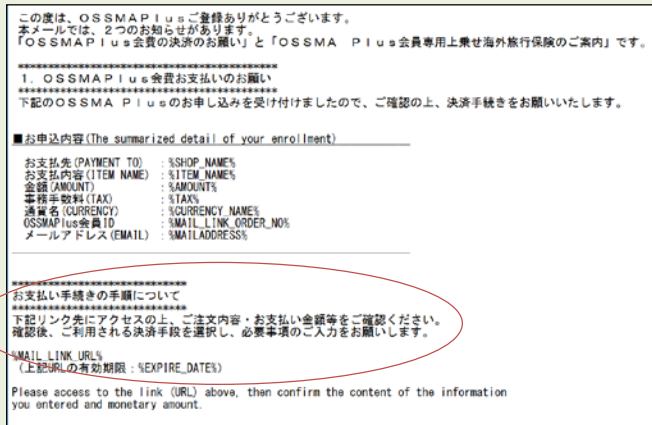 この度は、OSSMAPlusご登録ありがとうございます。
本メールでは、2つのお知らせがあります。
「OSSMAPlus会費の決済のお願い」と「OSSMA Plus会員専用上乗せ海外旅行保険のご案内」です。
****************************************
1. OSSMAPlus会費お支払いのお願い
****************************************
下記のOSSMA Plusのお申し込みを受け付けましたので、ご確認の上、決済手続きをお願いいたします。
■お申込内容(The summarized detail of your enrollment)
お支払先(PAYMENT TO) :%SHOP_NAME%
お支払内容(ITEM NAME) :%ITEM_NAME%
金額(AMOUNT) :%AMOUNT%
事務手数料(TAX) :%TAX%
通貨名(CURRENCY) :%CURRENCY_NAME%
OSSMAPlus会員ID :%MAIL_LINK_ORDER_NO%
メールアドレス(EMAIL) :%MAILADDRESS%
***************************
お支払い手続きの手順について
***************************
下記リンク先にアクセスの上、ご注文内容・お支払い金額等をご確認ください。
確認後、ご利用される決済手段を選択し、必要事項のご入力をお願いします。
%MAIL_LINK_URL%
(上記URLの有効期限:%EXPIRE_DATE%)
Please access to the link (URL) above, then confirm the content of the information
you entered and monetary amount.